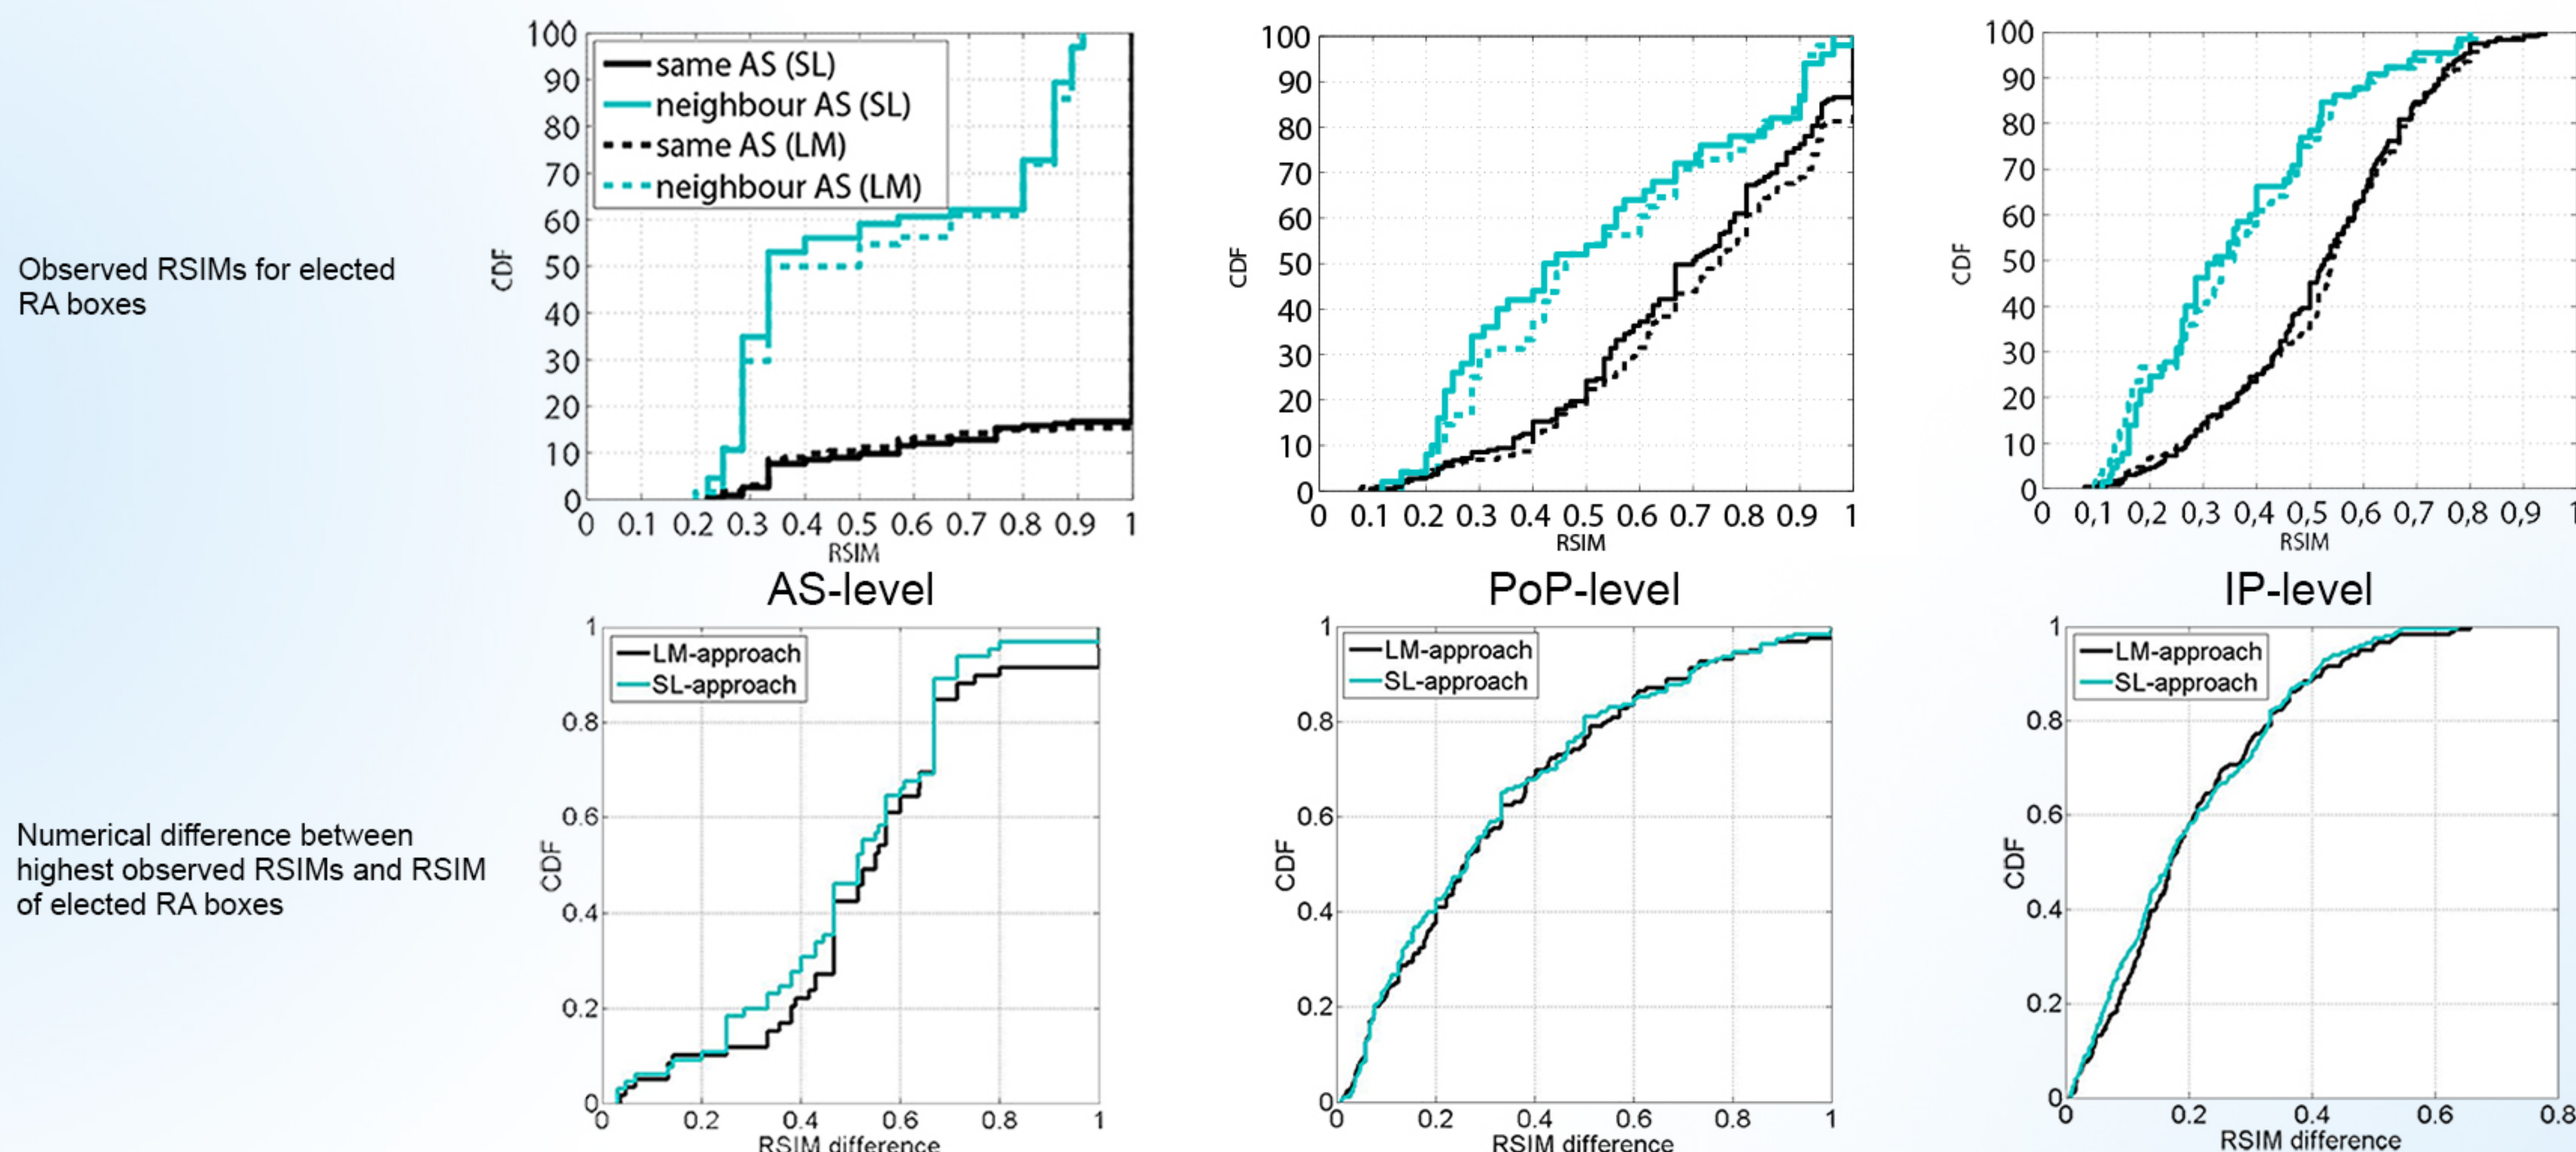 Observed RSIMs for elected
RA boxes
CDF
100
90
80
70
60
50
40
30
20
10
0
same AS (SL)
neighbour AS (SL)
same AS (LM)
neighbour AS (LM)
0 0.1 0.2 0.3 0.4 0.5 0.6 0.7 0.8 0.9 1
RSIM
AS-level
CDF
100
90
80
70
60
50
40
30
20
10
0
0 0.1 0.2 0.3 0.4 0.5 0.6 0.7 0.8 0.9 1
RSIM
PoP-level
CDF
100
90
80
70
60
50
40
30
20
10
0
0 0,1 0,2 0,3 0,4 0,5 0,6 0,7 0,8 0,9 1
RSIM
IP-level
Numerical difference between
highest observed RSIMs and RSIM
of elected RA boxes
CDF
1
0.8
0.6
0.4
0.2
0
LM-approach
SL-approach
0 0.2 0.4 0.6 0.8 1
RSIM difference
CDF
1
0.8
0.6
0.4
0.2
0
LM-approach
SL-approach
0 0.2 0.4 0.6 0.8 1
RSIM difference
CDF
1
0.8
0.6
0.4
0.2
0
LM-approach
SL-approach
0 0.2 0.4 0.6 0.8
RSIM difference